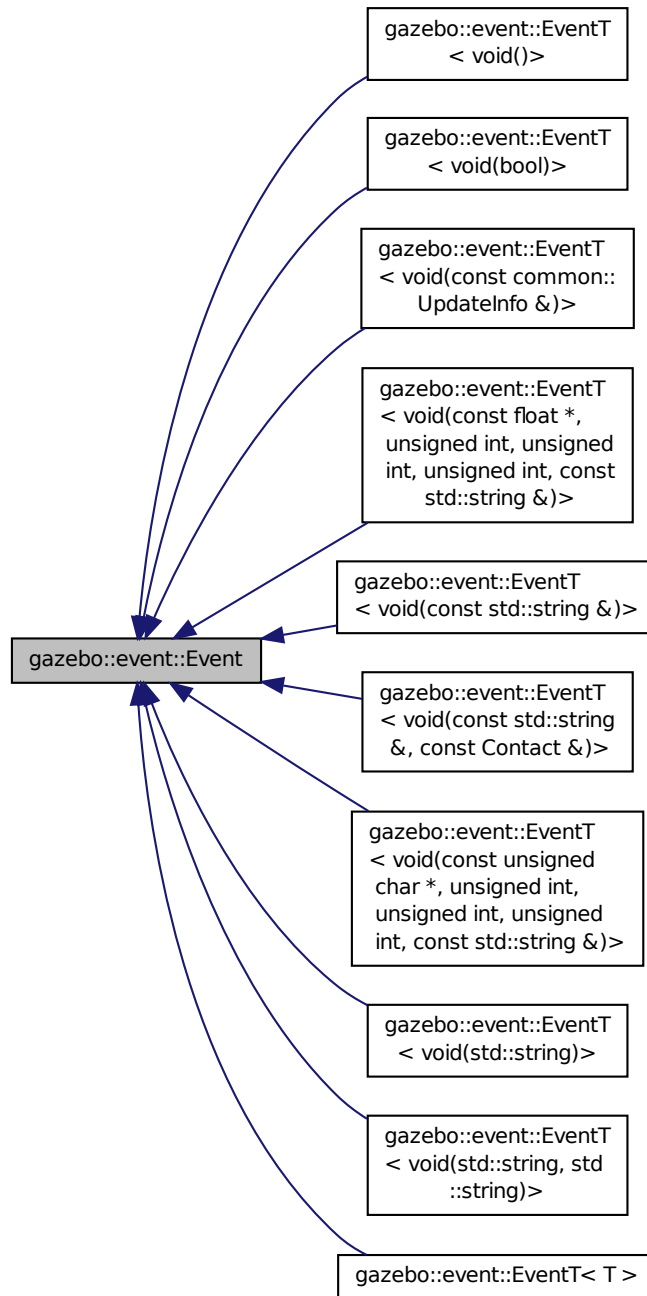 gazebo::event::EventT
< void()>
gazebo::event::EventT
< void(bool)>
gazebo::event::EventT
< void(const common::
UpdateInfo &)>
gazebo::event::EventT
< void(const float *,
unsigned int, unsigned
int, unsigned int, const
std::string &)>
gazebo::event::EventT
< void(const std::string &)>
gazebo::event::Event
gazebo::event::EventT
< void(const std::string
&, const Contact &)>
gazebo::event::EventT
< void(const unsigned
char *, unsigned int,
unsigned int, unsigned
int, const std::string &)>
gazebo::event::EventT
< void(std::string)>
gazebo::event::EventT
< void(std::string, std
::string)>
gazebo::event::EventT< T >